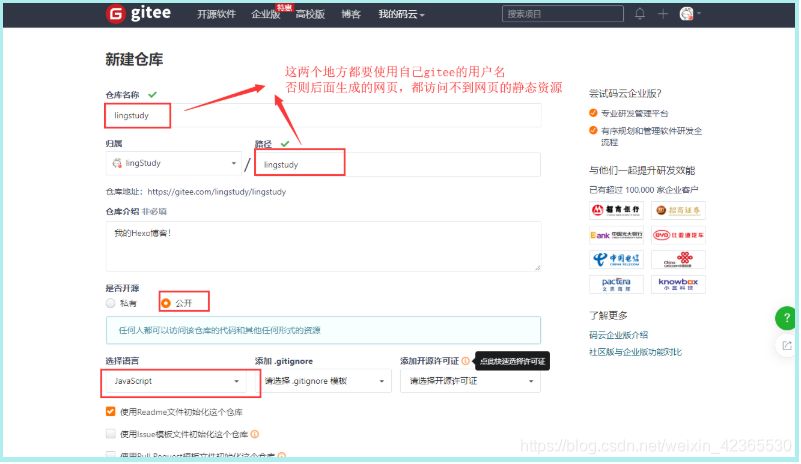 gitee 开源软件 企业版 特惠 高校版 博客 我的码云 搜索项目
新建仓库
这两个地方都要使用自己gitee的用户名
否则后面生成的网页，都访问不到网页的静态资源
仓库名称
lingstudy
归属 路径
lingStudy / lingstudy
仓库地址：https://gitee.com/lingstudy/lingstudy
仓库介绍 非必填
我的Hexo博客！
是否开源
私有 公开
任何人都可以访问该仓库的代码和其他任何形式的资源
选择语言 添加 .gitignore 添加开源许可证 点此快速选择许可证
JavaScript 请选择 .gitignore 模板 请选择开源许可证
使用Readme文件初始化这个仓库
使用Issue模板文件初始化这个仓库
使用Pull Request模板文件初始化这个仓库
尝试码云企业版?
专业研发管理平台
有序规划和管理软件研发全
流程
与他们一起提升研发效能
已有超过 100,000 家企业客户
招商银行 招商证券
Bank 中国光大银行 BYD 比亚迪汽车
中国电信 CHINA TELECOM China unicom
pactera knowbox
了解更多
码云企业版介绍
社区版与企业版功能对比
?
https://blog.csdn.net/weixin_42365530